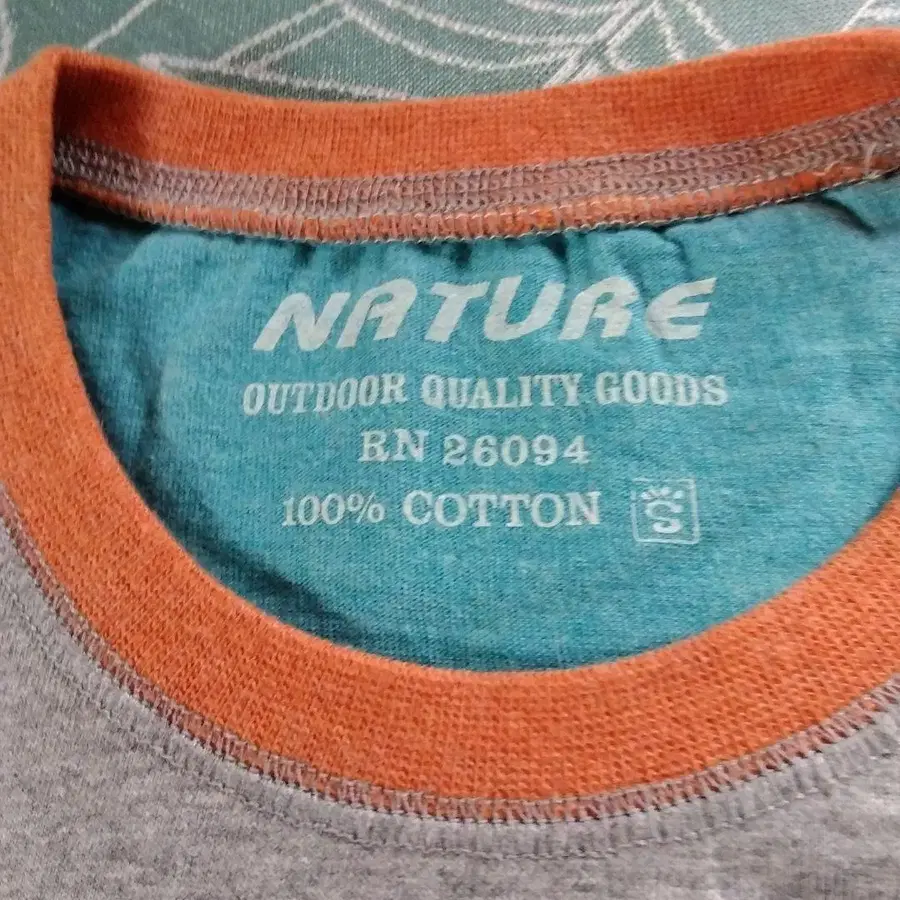 NATURE
OUTDOOR QUALITY GOODS
RN 26094
100% COTTON S